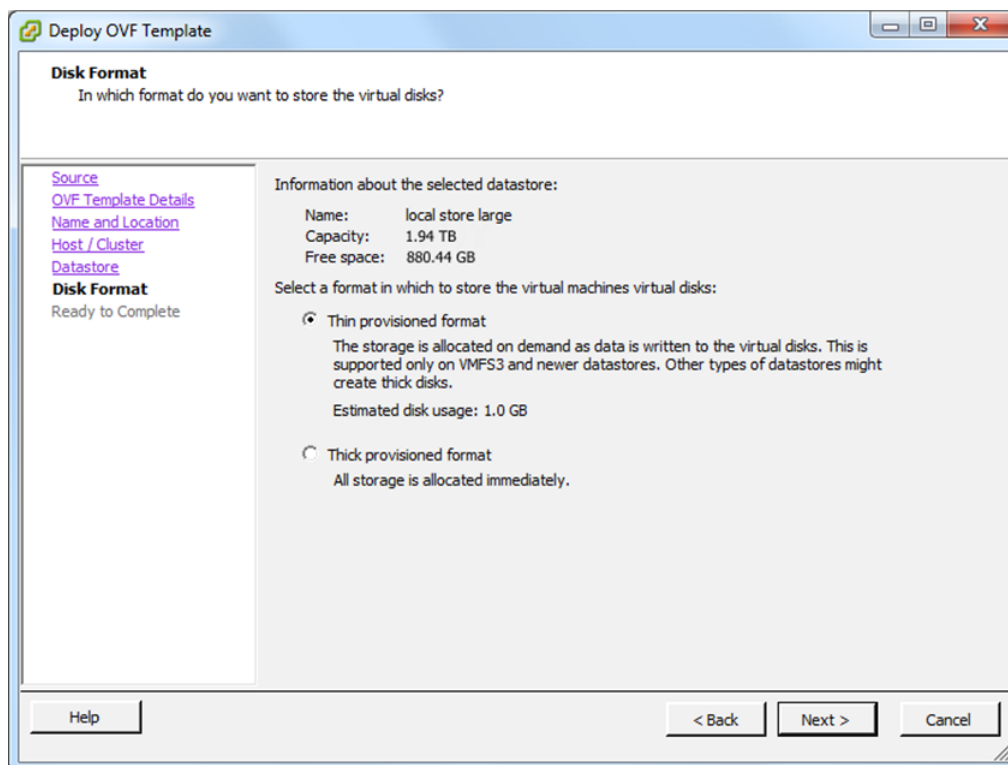 Deploy OVF Template
Disk Format
In which format do you want to store the virtual disks?
Source
OVF Template Details
Name and Location
Host / Cluster
Datastore
Disk Format
Ready to Complete
Information about the selected datastore:
Name: local store large
Capacity: 1.94 TB
Free space: 880.44 GB
Select a format in which to store the virtual machines virtual disks:
Thin provisioned format
The storage is allocated on demand as data is written to the virtual disks. This is
supported only on VMFS3 and newer datastores. Other types of datastores might
create thick disks.
Estimated disk usage: 1.0 GB
Thick provisioned format
All storage is allocated immediately.
Help
< Back
Next >
Cancel